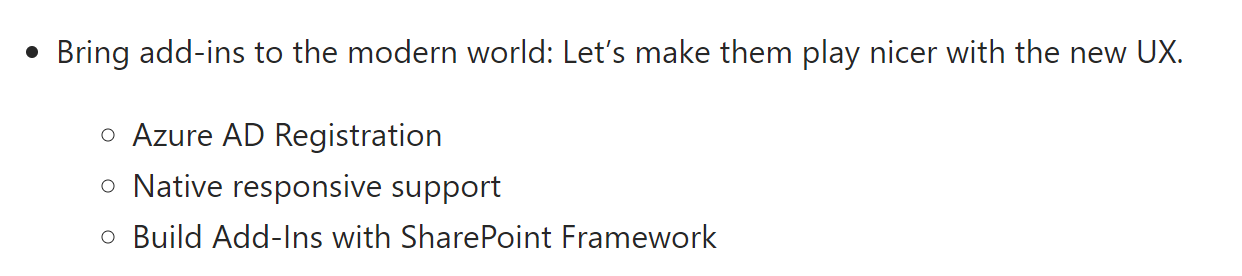 • Bring add-ins to the modern world: Let’s make them play nicer with the new UX.
○ Azure AD Registration
○ Native responsive support
○ Build Add-Ins with SharePoint Framework